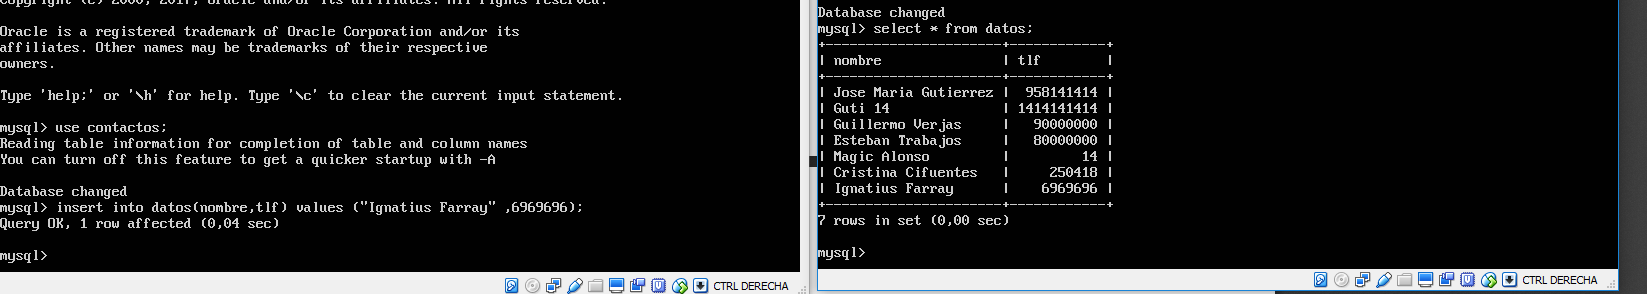 Copyright (c) 2000, 2017, Oracle and/or its affiliates. All rights reserved.
Oracle is a registered trademark of Oracle Corporation and/or its
affiliates. Other names may be trademarks of their respective
owners.
Type 'help;' or '\h' for help. Type '\c' to clear the current input statement.
mysql> use contactos;
Reading table information for completion of table and column names
You can turn off this feature to get a quicker startup with -A
Database changed
mysql> insert into datos(nombre,tlf) values ("Ignatius Farray" ,6969696);
Query OK, 1 row affected (0,04 sec)
mysql>
CTRL DERECHA
Database changed
mysql> select * from datos;
+----------------------+------------+
| nombre | tlf |
+----------------------+------------+
| Jose Maria Gutierrez | 958141414 |
| Guti 14 | 1414141414 |
| Guillermo Verjas | 90000000 |
| Esteban Trabajos | 80000000 |
| Magic Alonso | 14 |
| Cristina Cifuentes | 250418 |
| Ignatius Farray | 6969696 |
+----------------------+------------+
7 rows in set (0,00 sec)
mysql>
CTRL DERECHA